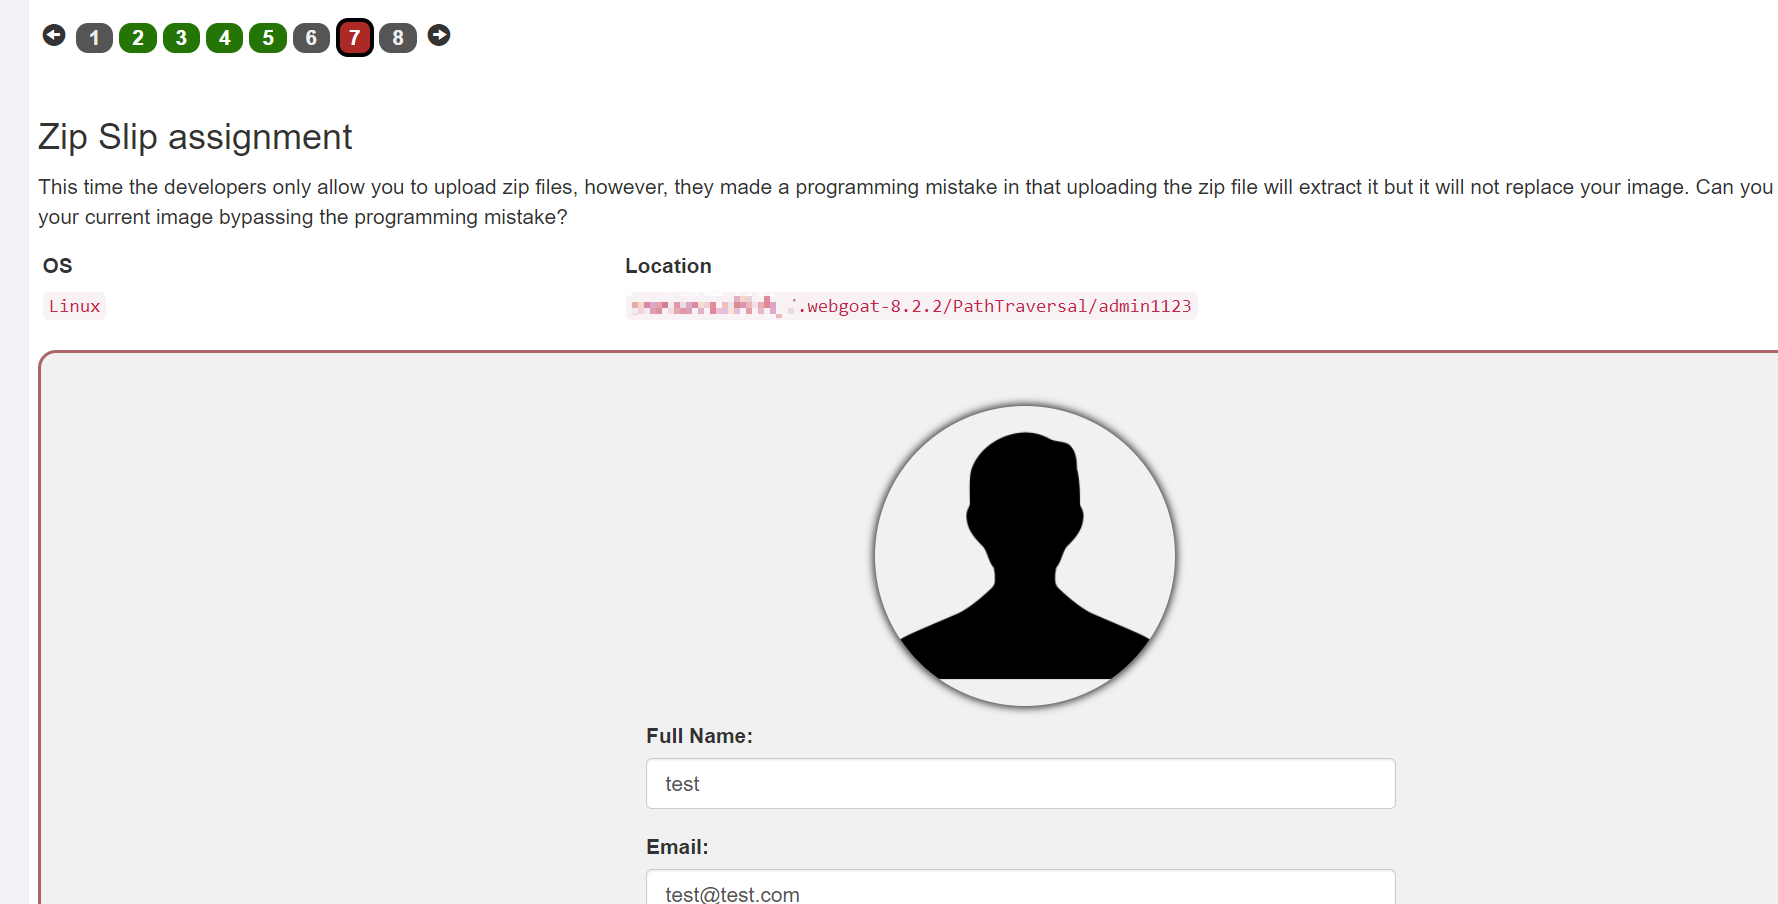 1 2 3 4 5 6 7 8
Zip Slip assignment
This time the developers only allow you to upload zip files, however, they made a programming mistake in that uploading the zip file will extract it but it will not replace your image. Can you
your current image bypassing the programming mistake?
OS Location
Linux .webgoat-8.2.2/PathTraversal/admin1123
Full Name:
test
Email:
test@test.com